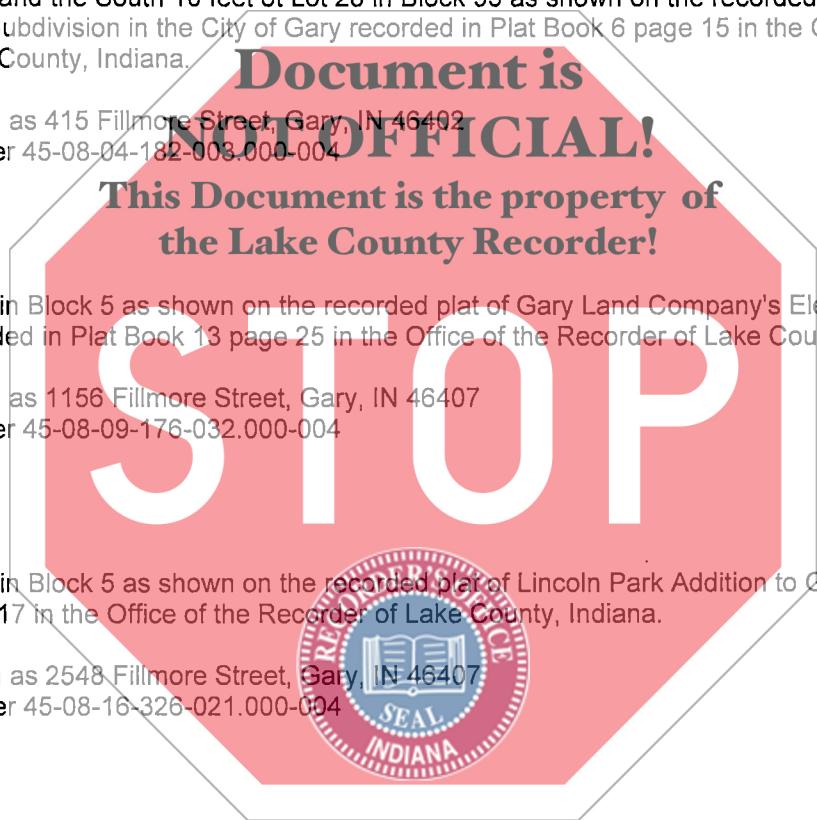 and the South 10 feet of Lot 28 in Block 93 as shown on the recorded
ubdivision in the City of Gary recorded in Plat Book 6 page 15 in the
County, Indiana.
Document is
as 415 Fillmore Street, Gary, IN 46402
NOT OFFICIAL!
er 45-08-04-182-003.000-004
This Document is the property of
the Lake County Recorder!
in Block 5 as shown on the recorded plat of Gary Land Company's Ele
ed in Plat Book 13 page 25 in the Office of the Recorder of Lake Cou
STOP
as 1156 Fillmore Street, Gary, IN 46407
er 45-08-09-176-032.000-004
in Block 5 as shown on the recorded plat of Lincoln Park Addition to G
17 in the Office of the Recorder of Lake County, Indiana.
as 2548 Fillmore Street, Gary, IN 46407
er 45-08-16-326-021.000-004
RECORDER'S OFFICE
SEAL
INDIANA